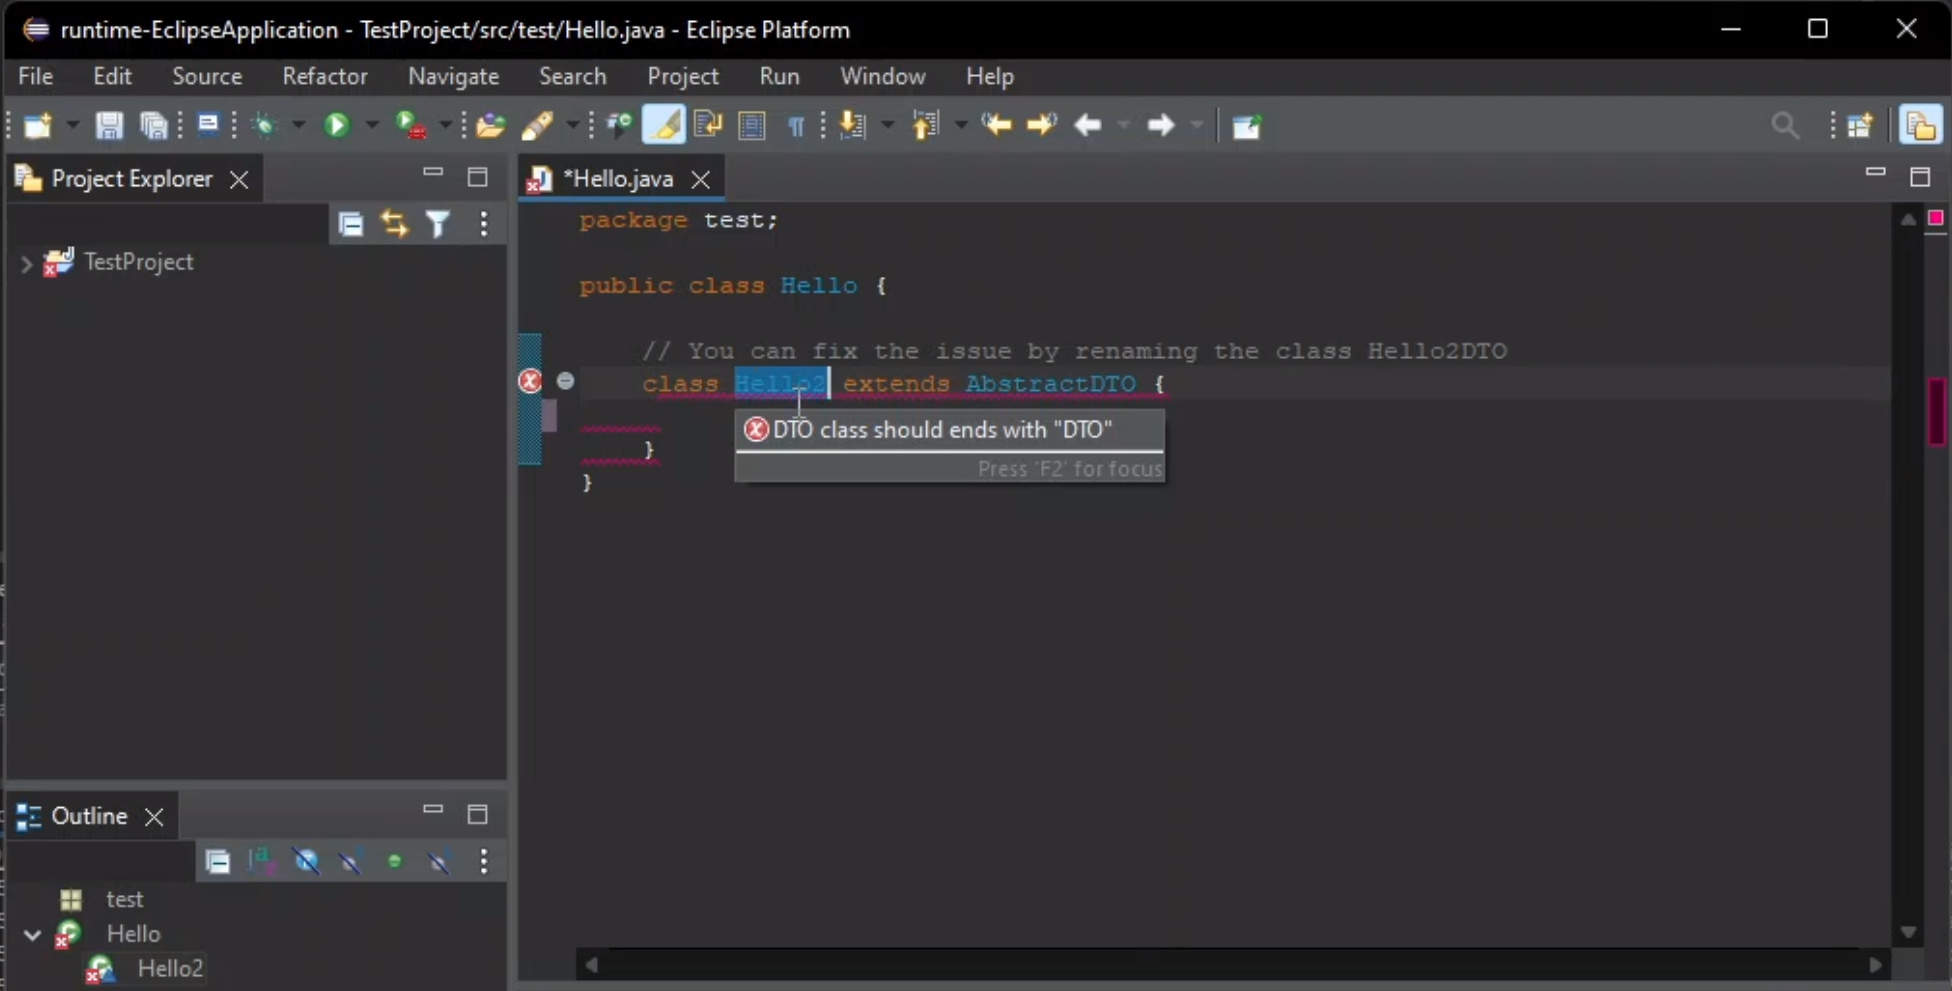 runtime-EclipseApplication - TestProject/src/test/Hello.java - Eclipse Platform
File Edit Source Refactor Navigate Search Project Run Window Help
Project Explorer
*Hello.java
TestProject
package test;
public class Hello {
// You can fix the issue by renaming the class Hello2DTO
class Hello2 extends AbstractDTO {
DTO class should ends with "DTO"
Press 'F2' for focus
}
}
Outline
test
Hello
Hello2